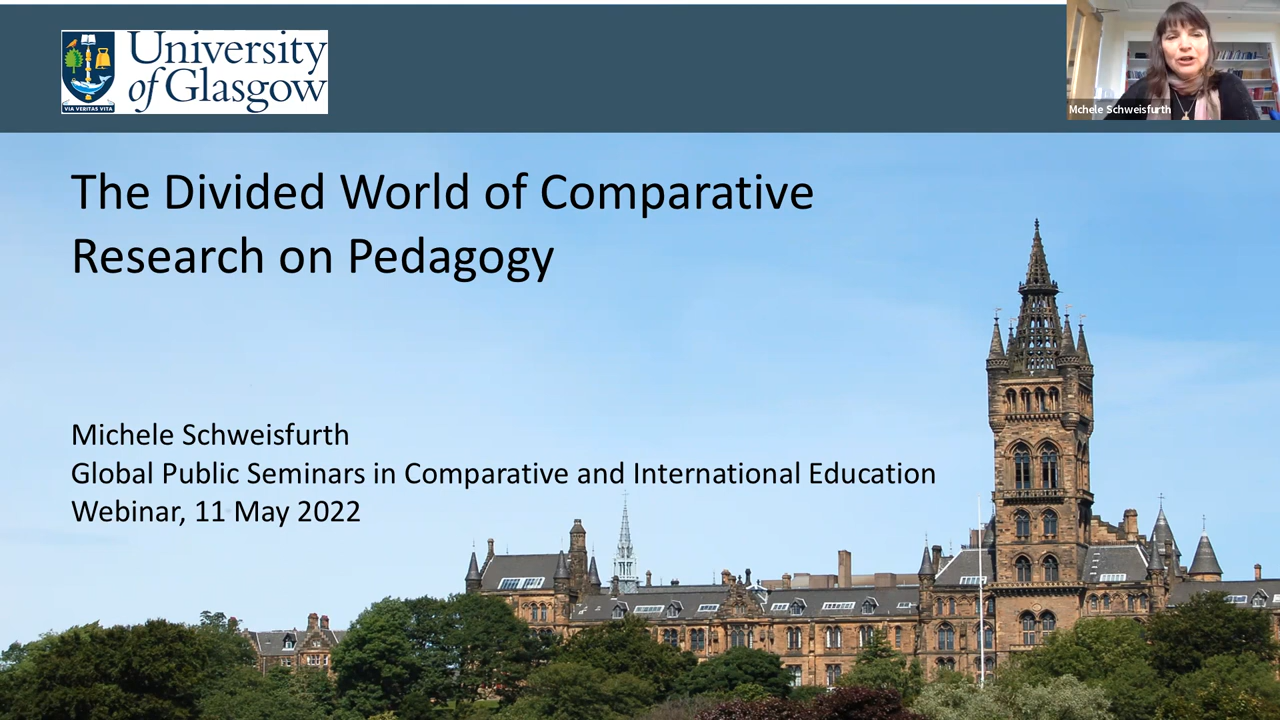 University
of Glasgow
VIA VERITAS VITA
Mchele Schweisfurth
The Divided World of Comparative
Research on Pedagogy
Michele Schweisfurth
Global Public Seminars in Comparative and International Education
Webinar, 11 May 2022